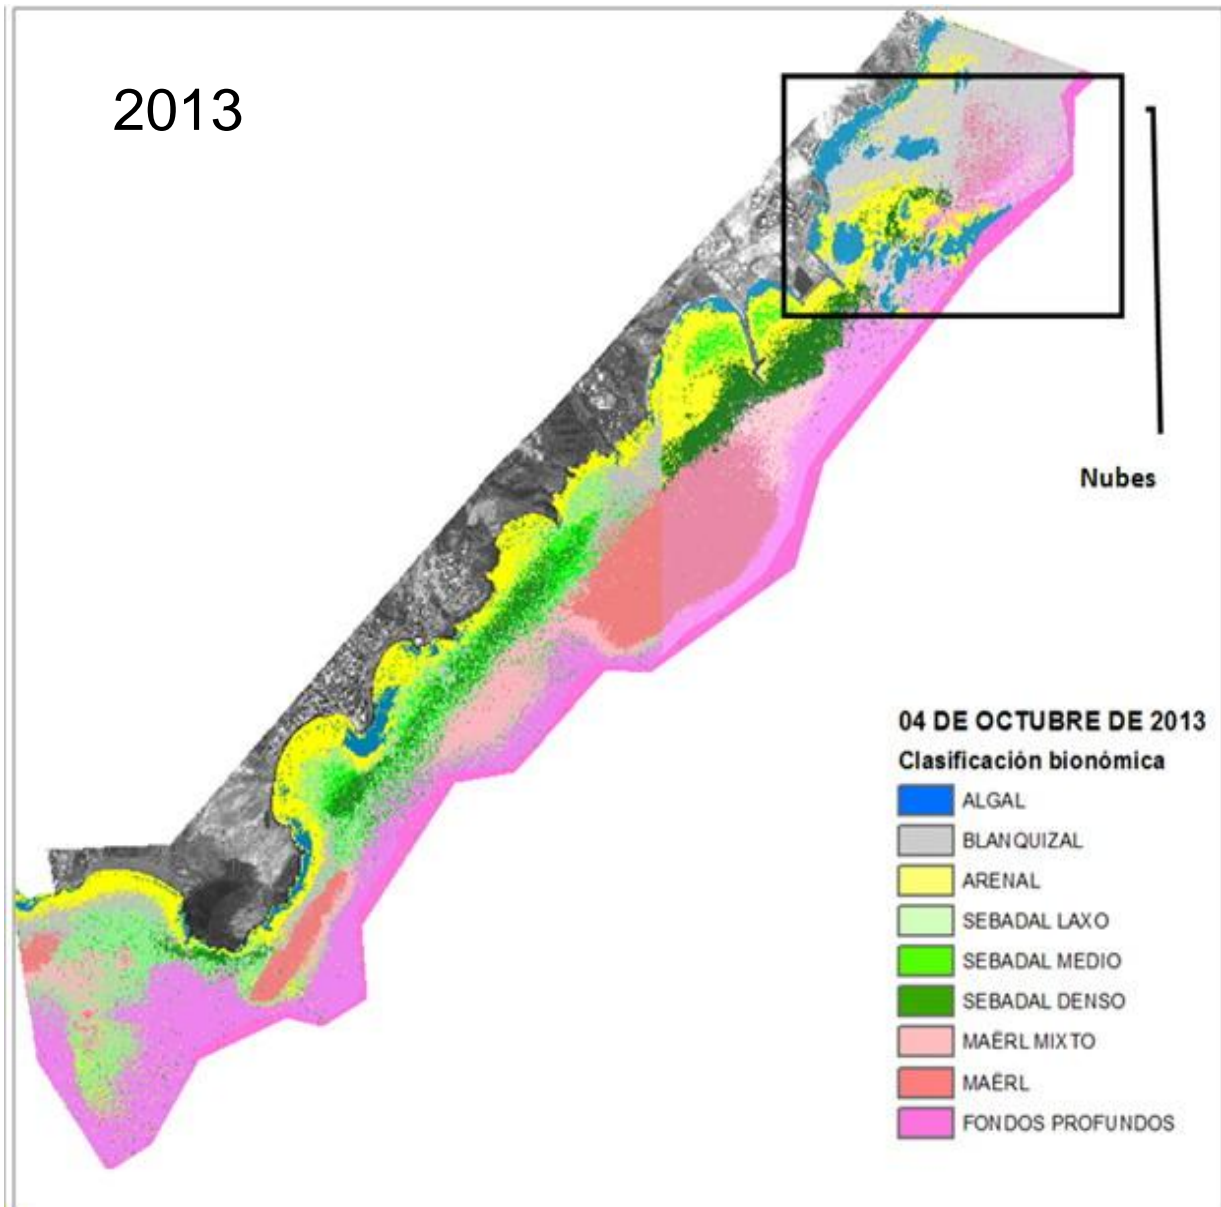 2013
Nubes
04 DE OCTUBRE DE 2013
Clasificación bionómica
ALGAL
BLANQUIZAL
ARENAL
SEBADAL LAXO
SEBADAL MEDIO
SEBADAL DENSO
MAËRL MIXTO
MAËRL
FONDOS PROFUNDOS